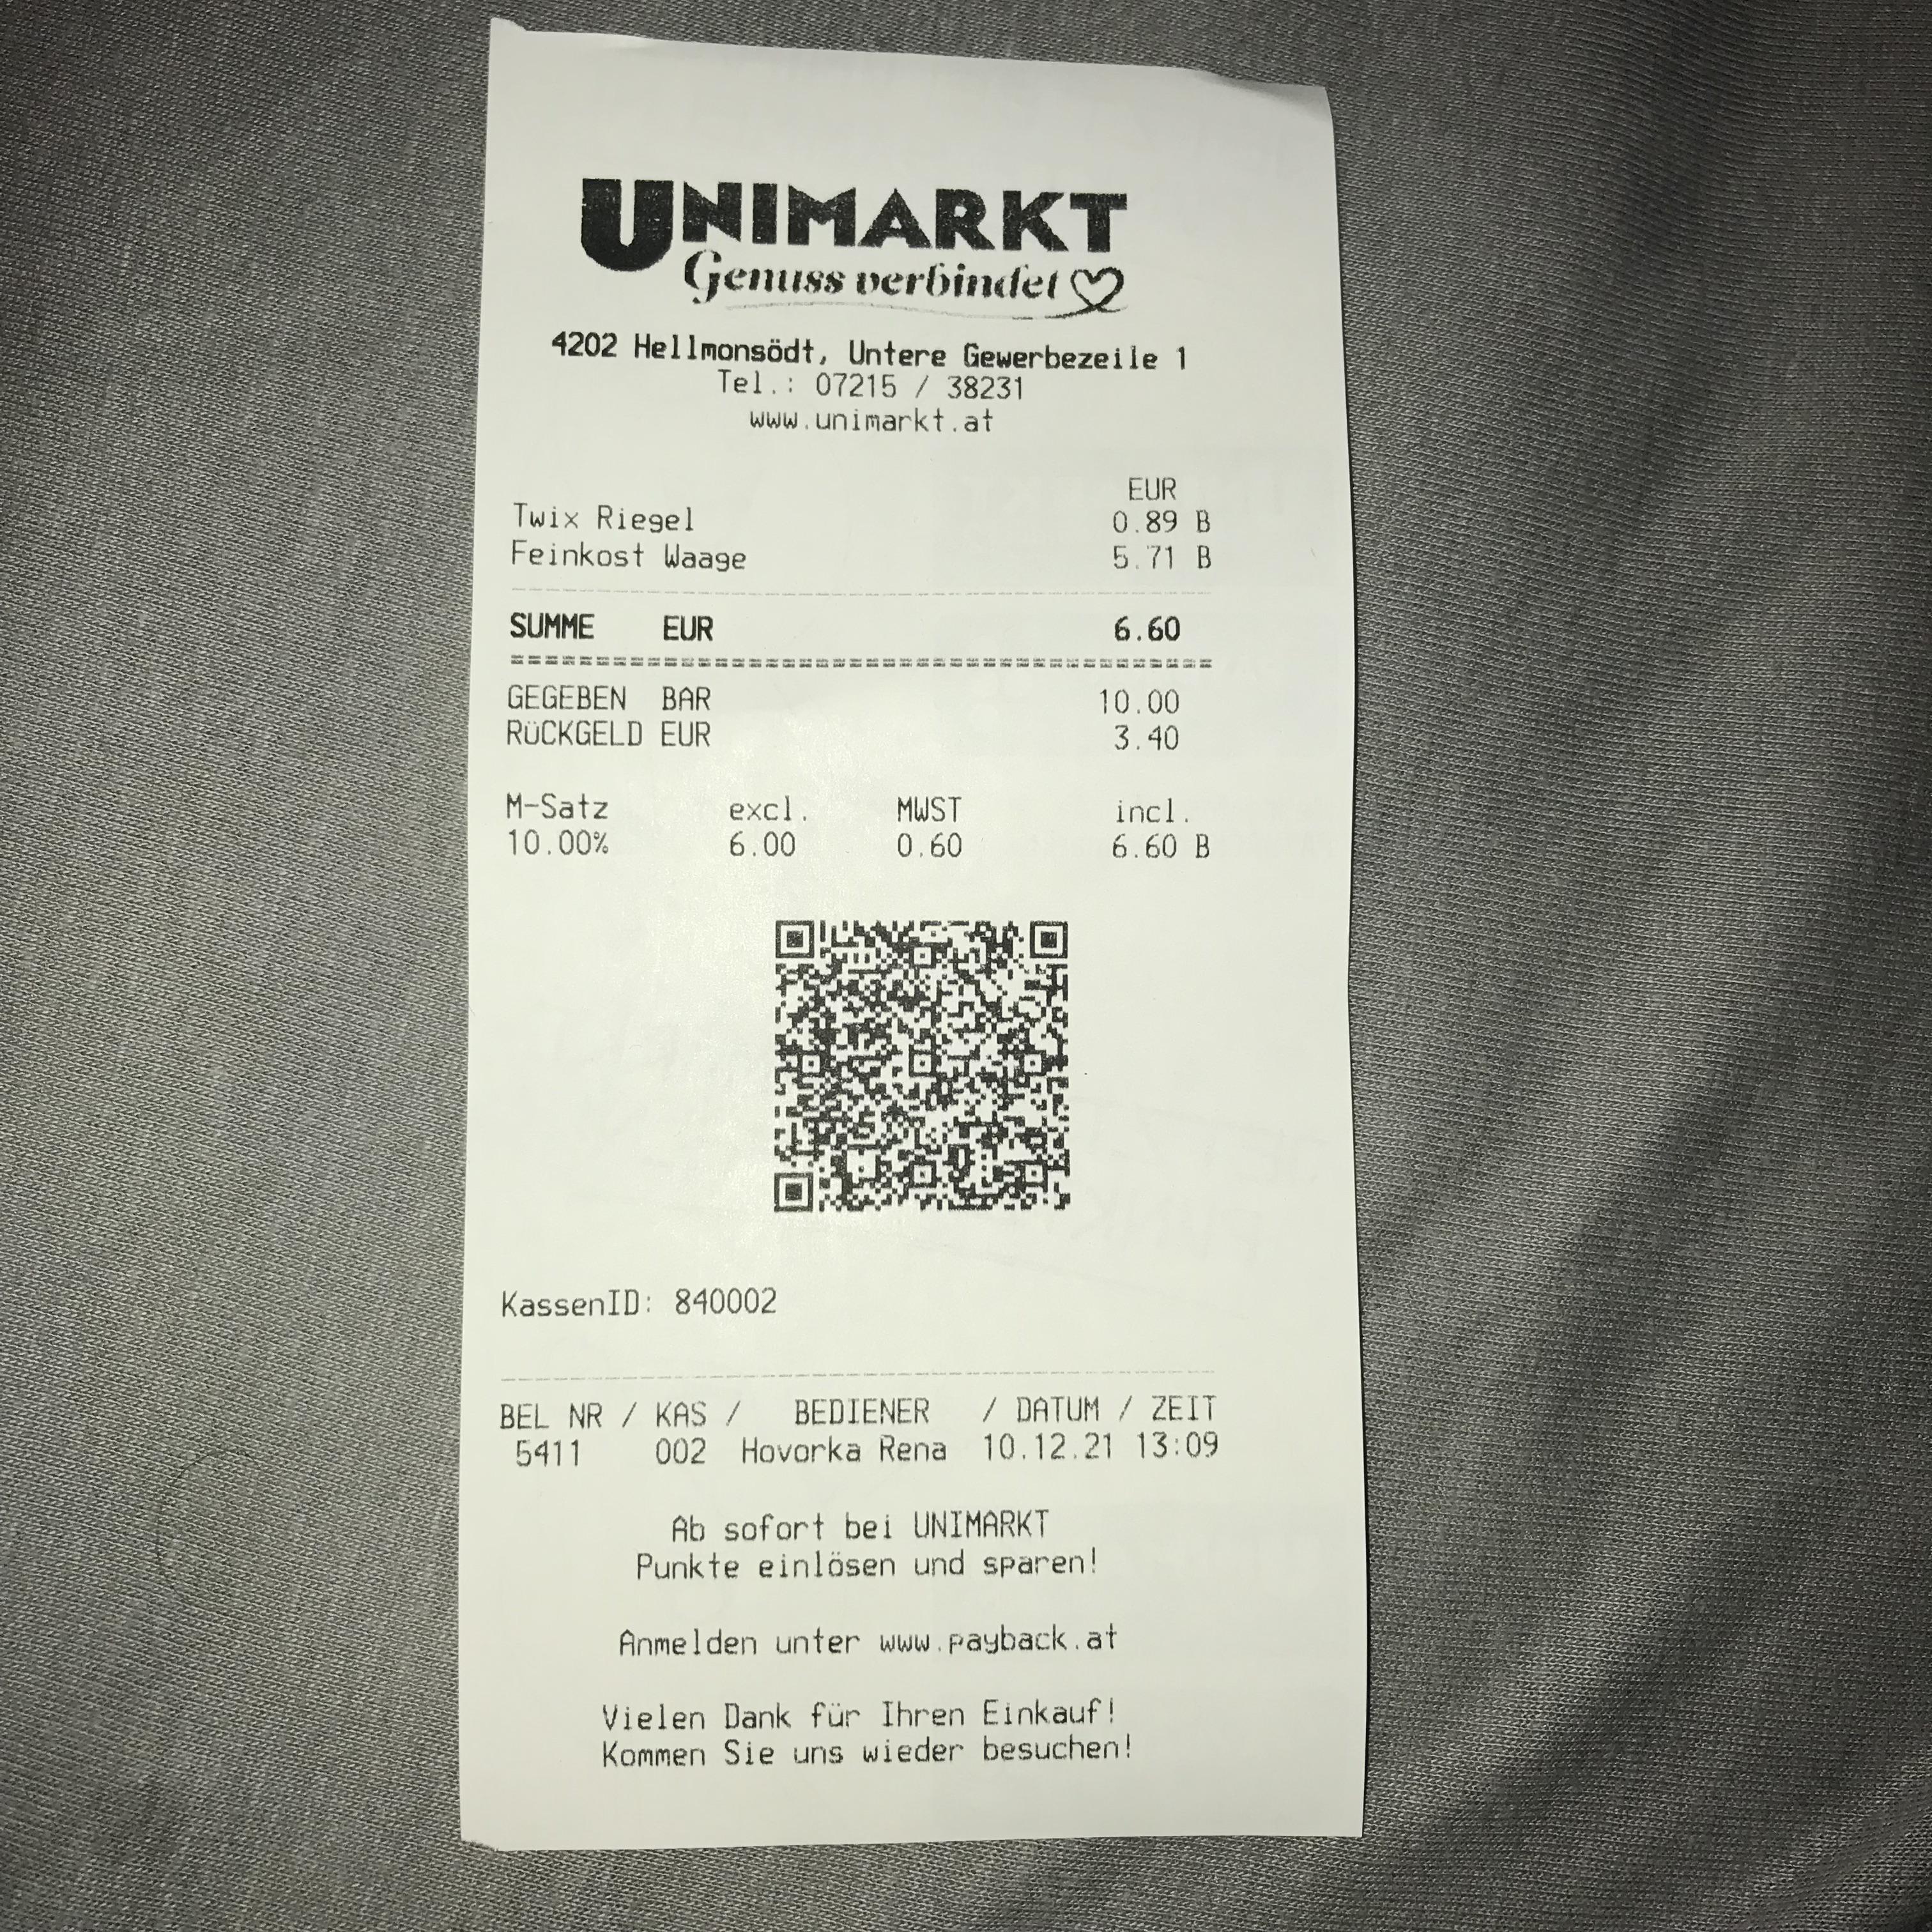 UNIMARKT
Genuss verbindet
4202 Hellmonsödt, Untere Gewerbezeile 1
Tel.: 07215 / 38231
www.unimarkt.at
EUR
Twix Riegel 0.89 B
Feinkost Waage 5.71 B
SUMME EUR 6.60
GEGEBEN BAR 10.00
RÜCKGELD EUR 3.40
M-Satz excl. MWST incl.
10.00% 6.00 0.60 6.60 B
KassenID: 840002
BEL NR / KAS / BEDIENER / DATUM / ZEIT
5411 002 Hovorka Rena 10.12.21 13:09
Ab sofort bei UNIMARKT
Punkte einlösen und sparen!
Anmelden unter www.payback.at
Vielen Dank für Ihren Einkauf!
Kommen Sie uns wieder besuchen!